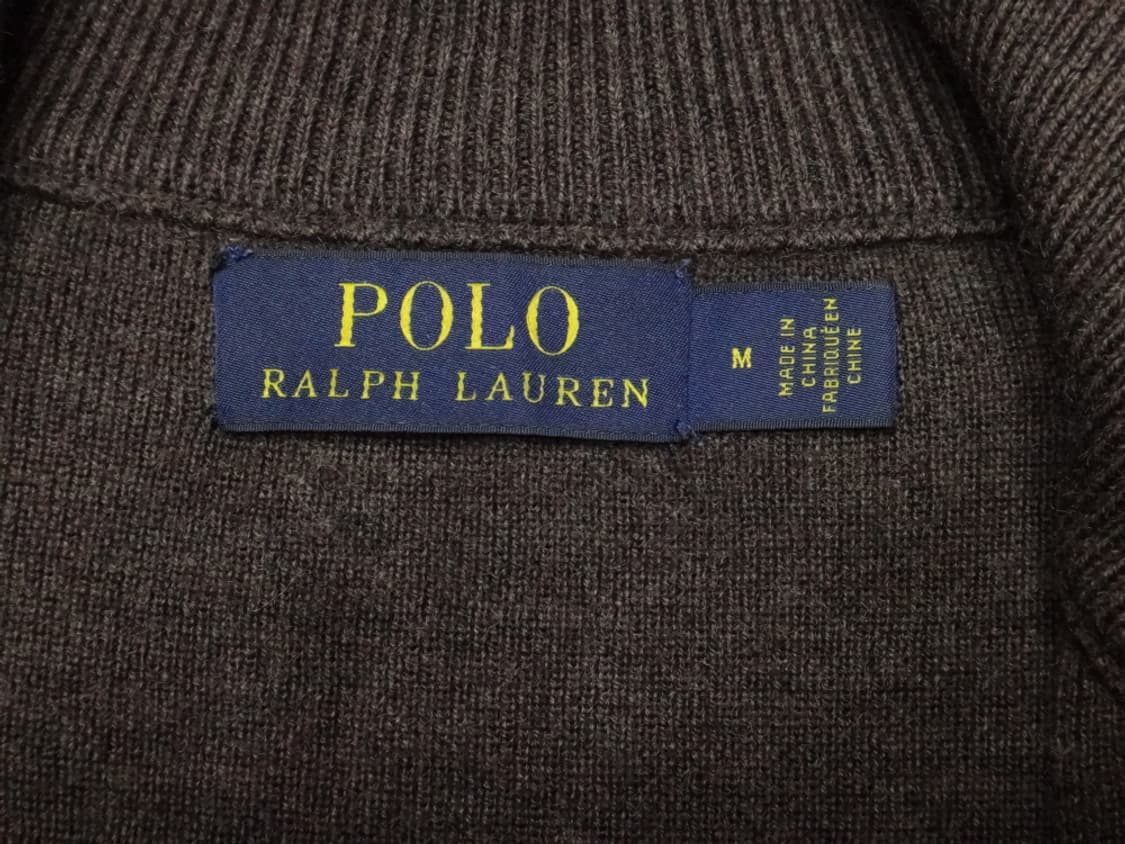 POLO
RALPH LAUREN
M
MADE IN
CHINA
FABRIQUÉ EN
CHINE